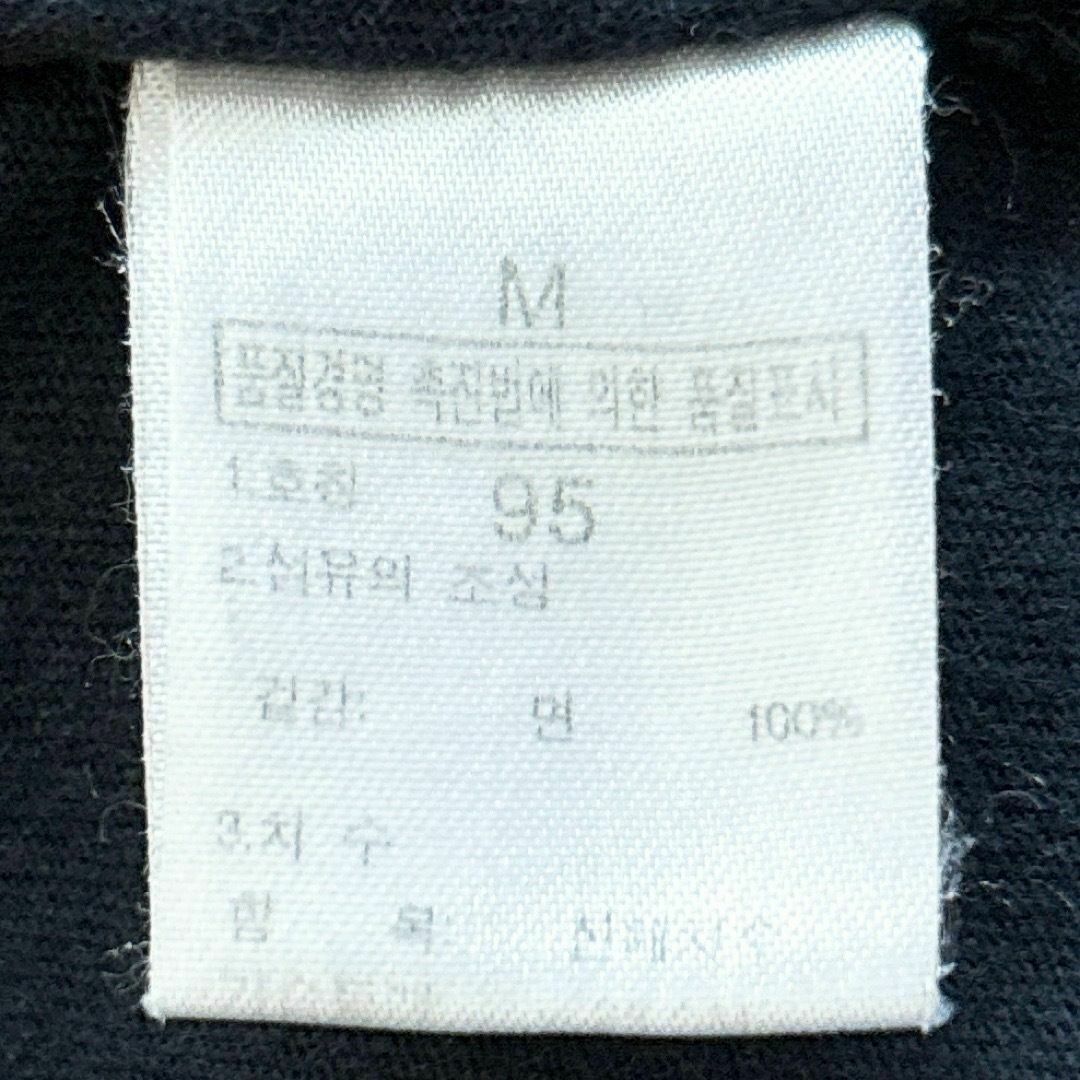 M
품질경영 촉진법에 의한 품질표시
1.호칭 95
2.섬유의 조성
겉감: 면 100%
3.치 수